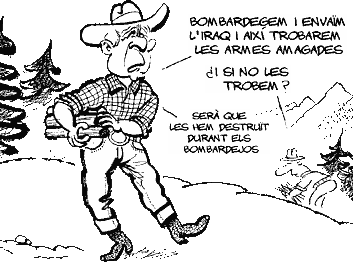 BOMBARDEGEM I ENVAÏM
L'IRAQ I AIXÍ TROBAREM
LES ARMES AMAGADES
¿I SI NO LES
TROBEM?
SERÀ QUE
LES HEM DESTRUIT
DURANT ELS
BOMBARDEJOS